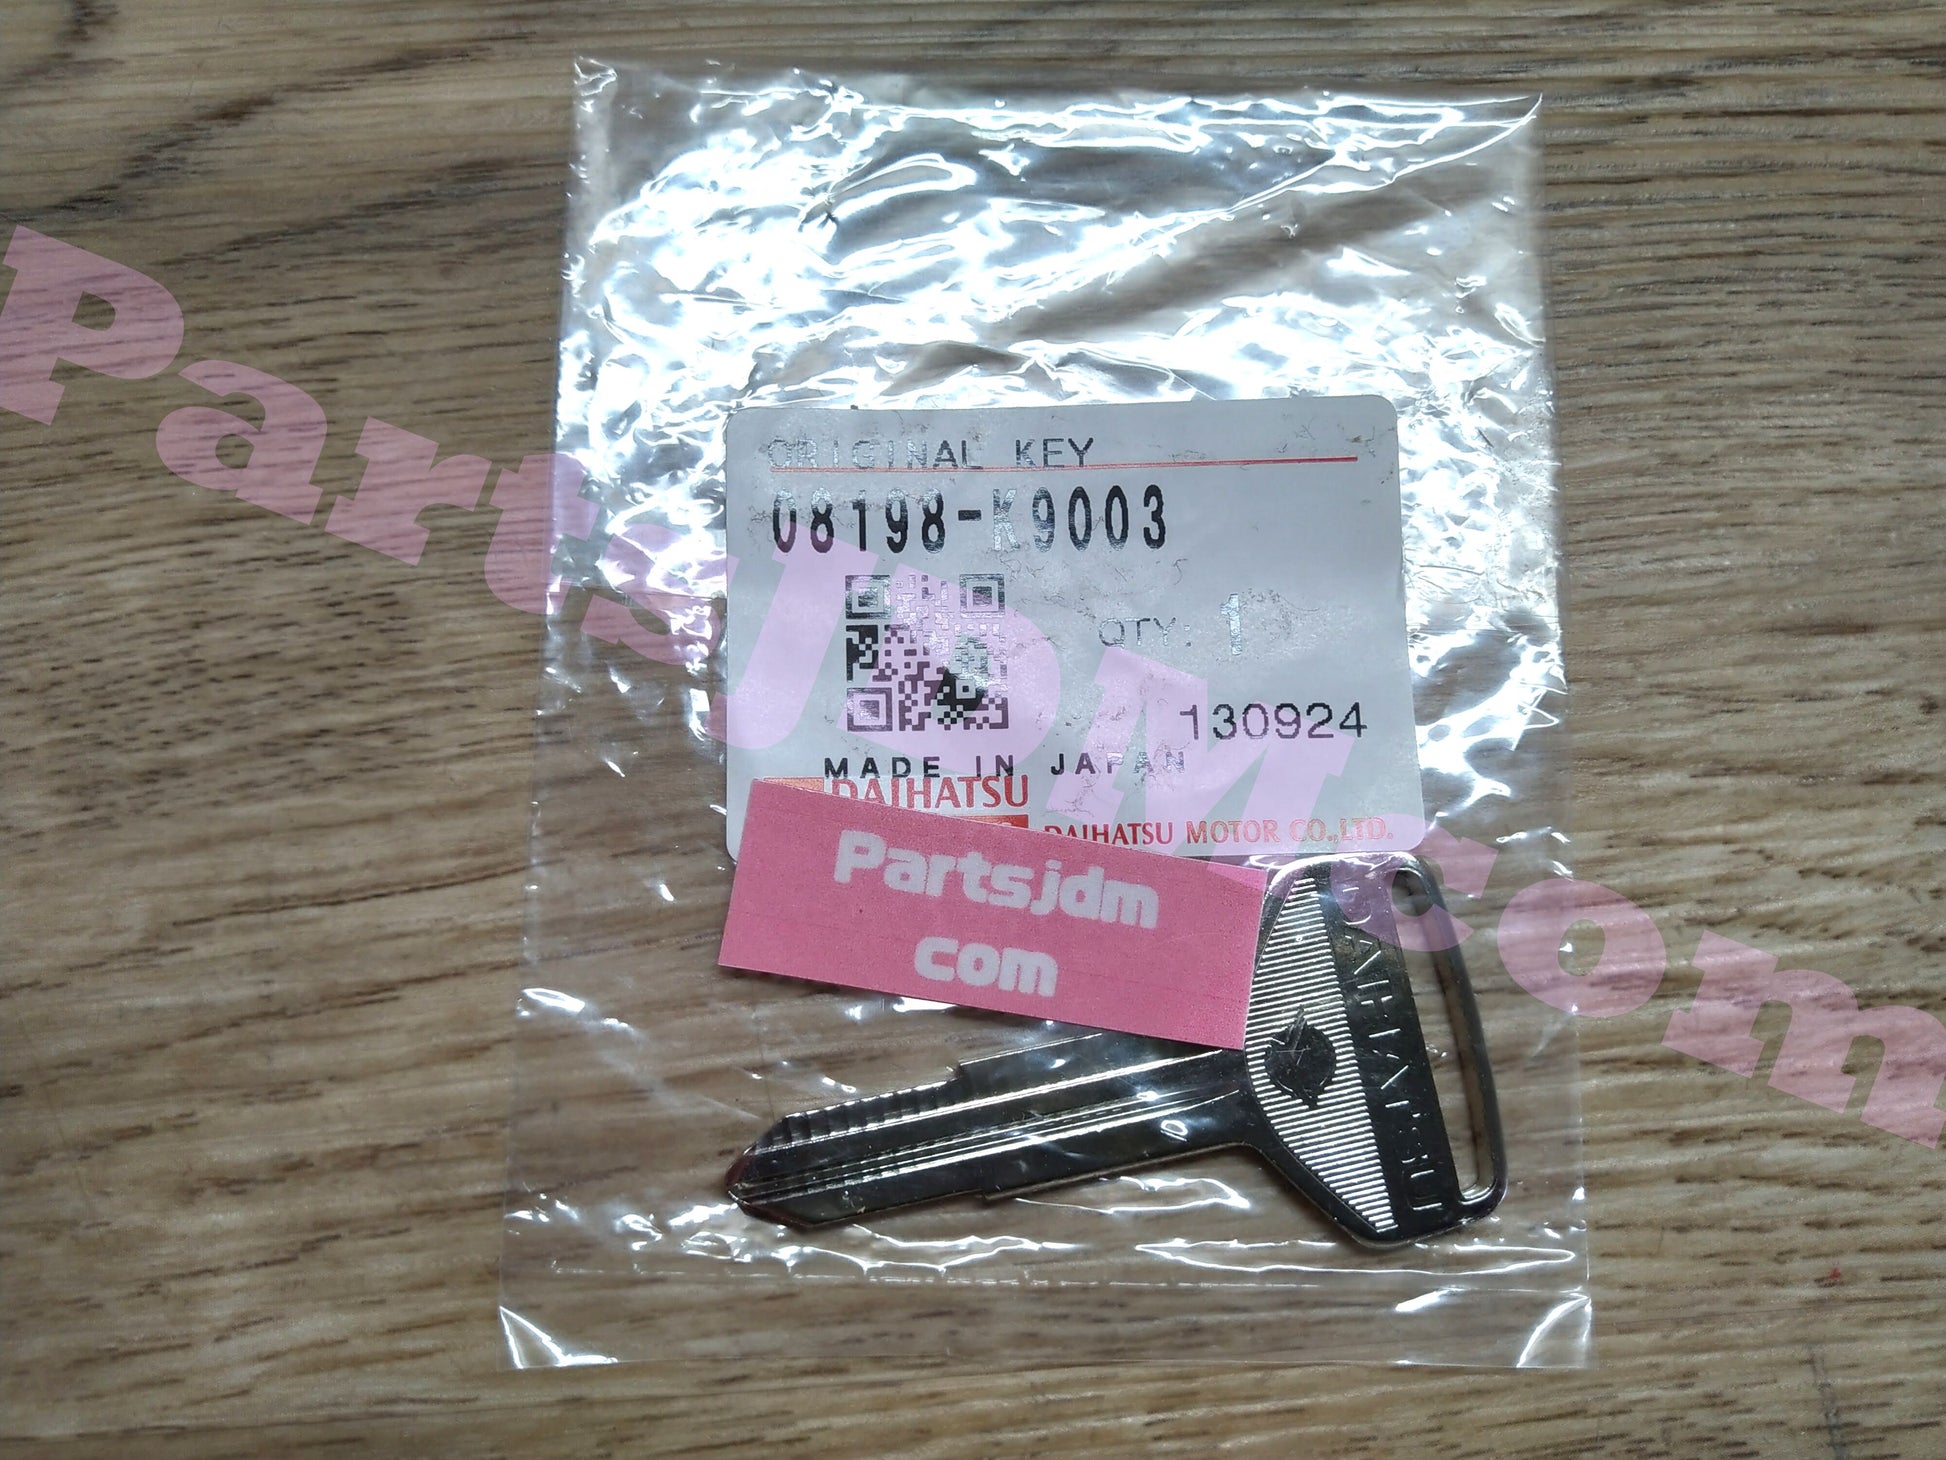 ORIGINAL KEY
08198-K9003
QTY: 1
130924
MADE IN JAPAN
DAIHATSU
DAIHATSU MOTOR CO.,LTD.
Partsjdm
com
DAIHATSU
PartsJDM.com